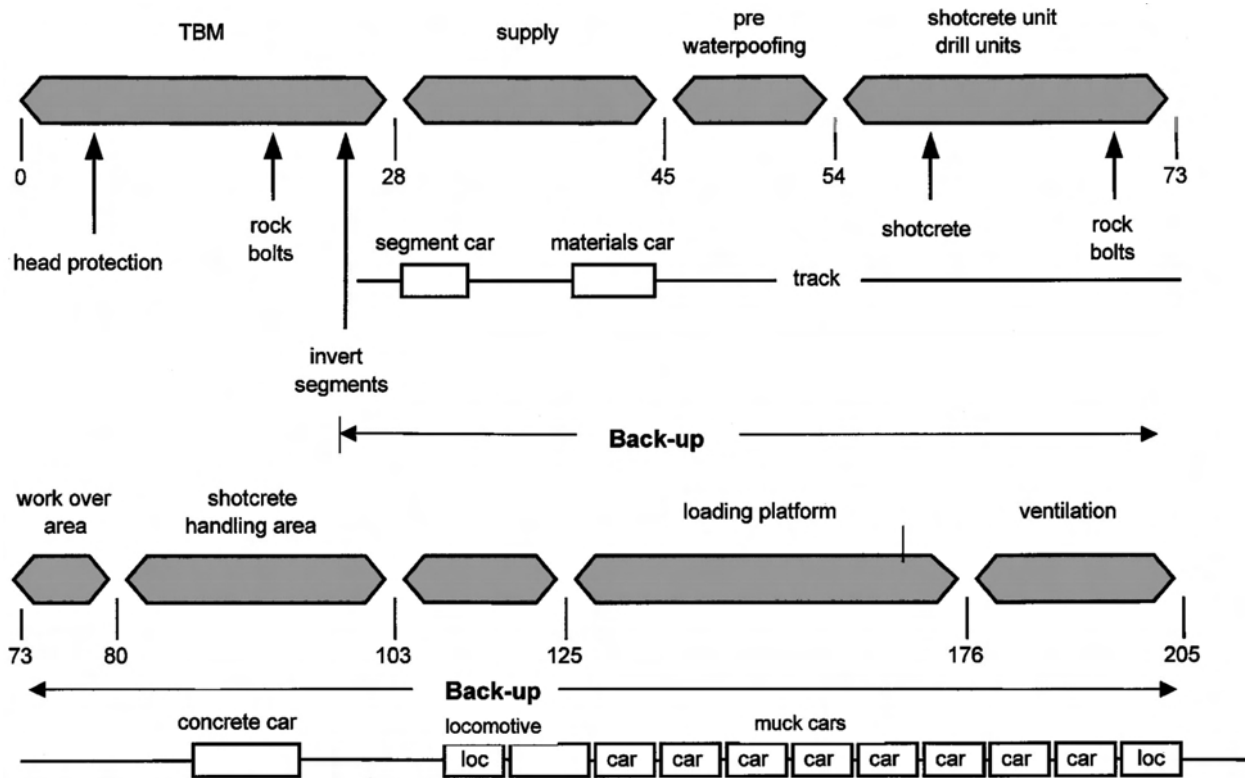 TBM
supply
pre
waterpoofing
shotcrete unit
drill units
0
28
45
54
73
head protection
rock
bolts
invert
segments
segment car
materials car
track
shotcrete
rock
bolts
Back-up
work over
area
shotcrete
handling area
loading platform
ventilation
73
80
103
125
176
205
Back-up
concrete car
locomotive
muck cars
loc
car
car
car
car
car
car
car
car
loc